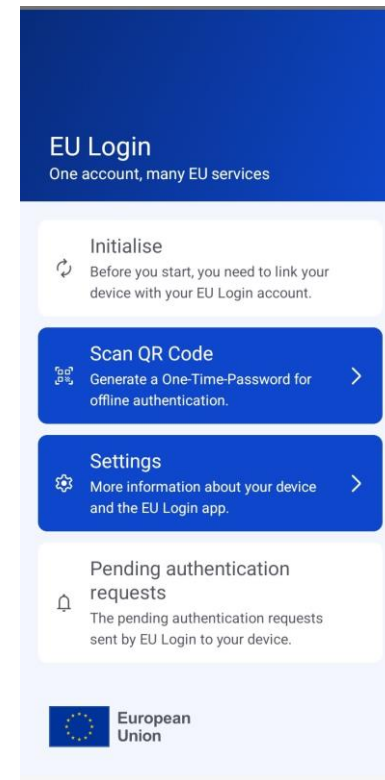 EU Login
One account, many EU services
Initialise
Before you start, you need to link your
device with your EU Login account.
Scan QR Code
Generate a One-Time-Password for
offline authentication.
Settings
More information about your device
and the EU Login app.
Pending authentication
requests
The pending authentication requests
sent by EU Login to your device.
European
Union